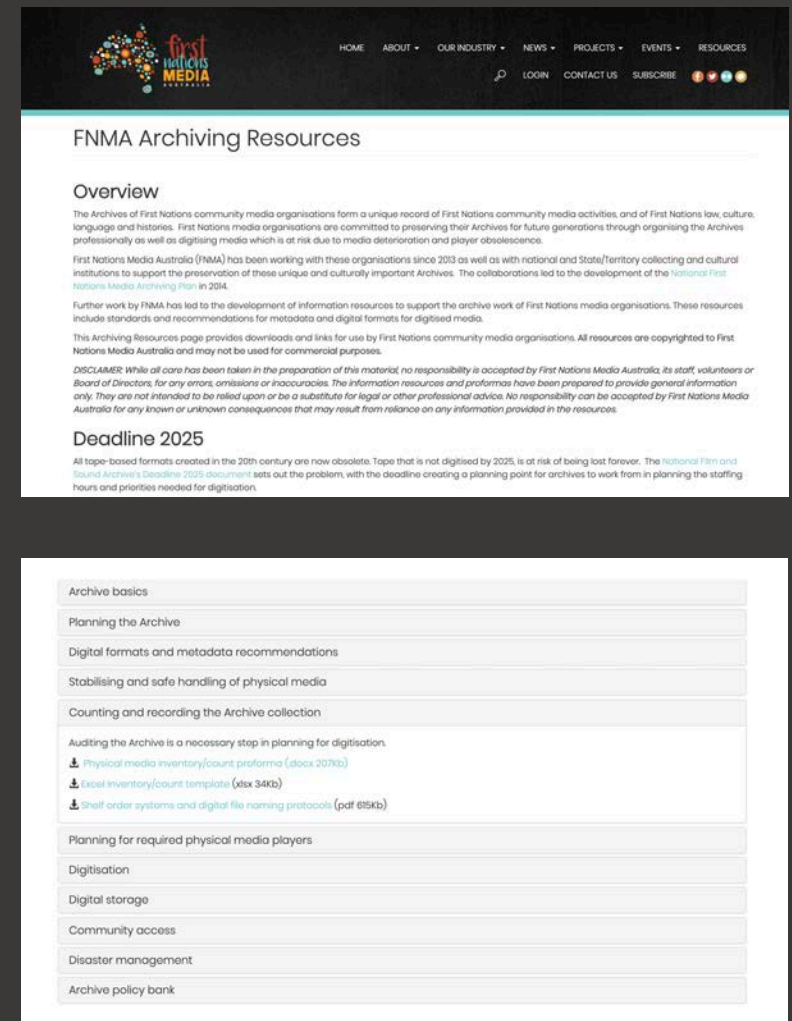 first
nations
MEDIA
AUSTRALIA
HOME ABOUT OUR INDUSTRY NEWS PROJECTS EVENTS RESOURCES
LOGIN CONTACT US SUBSCRIBE
FNMA Archiving Resources
Overview
The Archives of First Nations community media organisations form a unique record of First Nations community media activities, and of First Nations law, culture,
language and histories. First Nations media organisations are committed to preserving their Archives for future generations through organising the Archives
professionally as well as digitising media which is at risk due to media deterioration and player obsolescence.
First Nations Media Australia (FNMA) has been working with these organisations since 2013 as well as with national and State/Territory collecting and cultural
institutions to support the preservation of these unique and culturally important Archives. The collaborations led to the development of the National First
Nations Media Archiving Plan in 2014.
Further work by FNMA has led to the development of information resources to support the archive work of First Nations media organisations. These resources
include standards and recommendations for metadata and digital formats for digitised media.
This Archiving Resources page provides downloads and links for use by First Nations community media organisations. All resources are copyrighted to First
Nations Media Australia and may not be used for commercial purposes.
DISCLAIMER: While all care has been taken in the preparation of this material, no responsibility is accepted by First Nations Media Australia, its staff, volunteers or
Board of Directors, for any errors, omissions or inaccuracies. The information resources and proformas have been prepared to provide general information
only. They are not intended to be relied upon or be a substitute for legal or other professional advice. No responsibility can be accepted by First Nations Media
Australia for any known or unknown consequences that may result from reliance on any information provided in the resources.
Deadline 2025
All tape-based formats created in the 20th century are now obsolete. Tape that is not digitised by 2025, is at risk of being lost forever. The National Film and
Sound Archive's Deadline 2025 document sets out the problem, with the deadline creating a planning point for archives to work from in planning the staffing
hours and priorities needed for digitisation.
Archive basics
Planning the Archive
Digital formats and metadata recommendations
Stabilising and safe handling of physical media
Counting and recording the Archive collection
Auditing the Archive is a necessary step in planning for digitisation.
Physical media inventory/count proforma (.docx 207Kb)
Excel inventory/count template (xlsx 34Kb)
Shelf order systems and digital file naming protocols (pdf 615Kb)
Planning for required physical media players
Digitisation
Digital storage
Community access
Disaster management
Archive policy bank